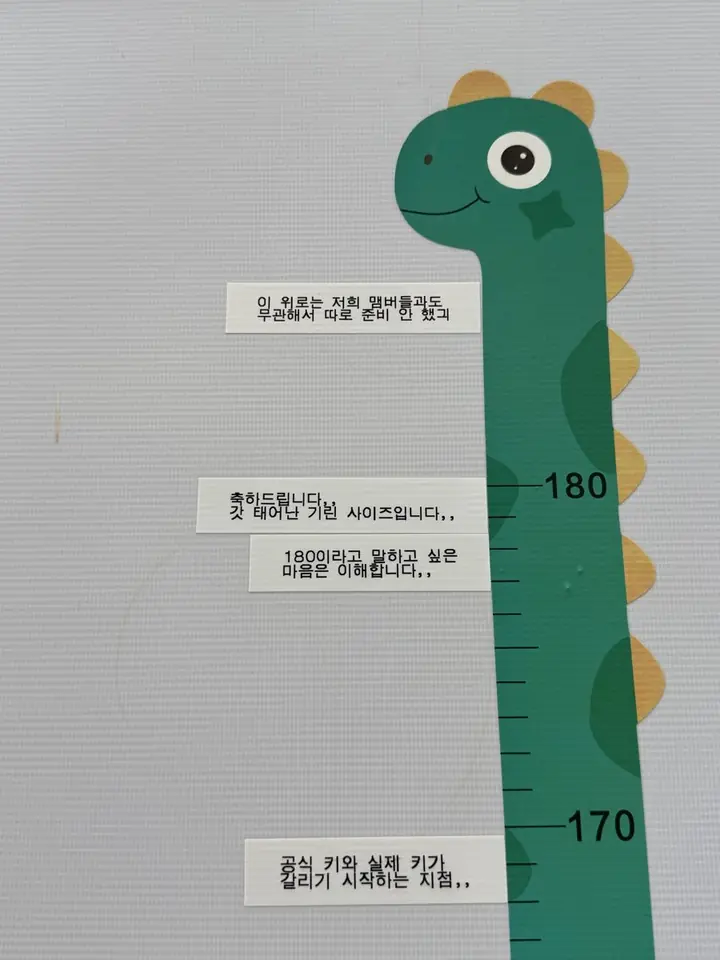 이 위로는 저희 맴버들과도
무관해서 따로 준비 안 했긔
180
축하드립니다,,
갓 태어난 기린 사이즈입니다,,
180이라고 말하고 싶은
마음은 이해합니다,,
170
공식 키와 실제 키가
갈리기 시작하는 지점,,